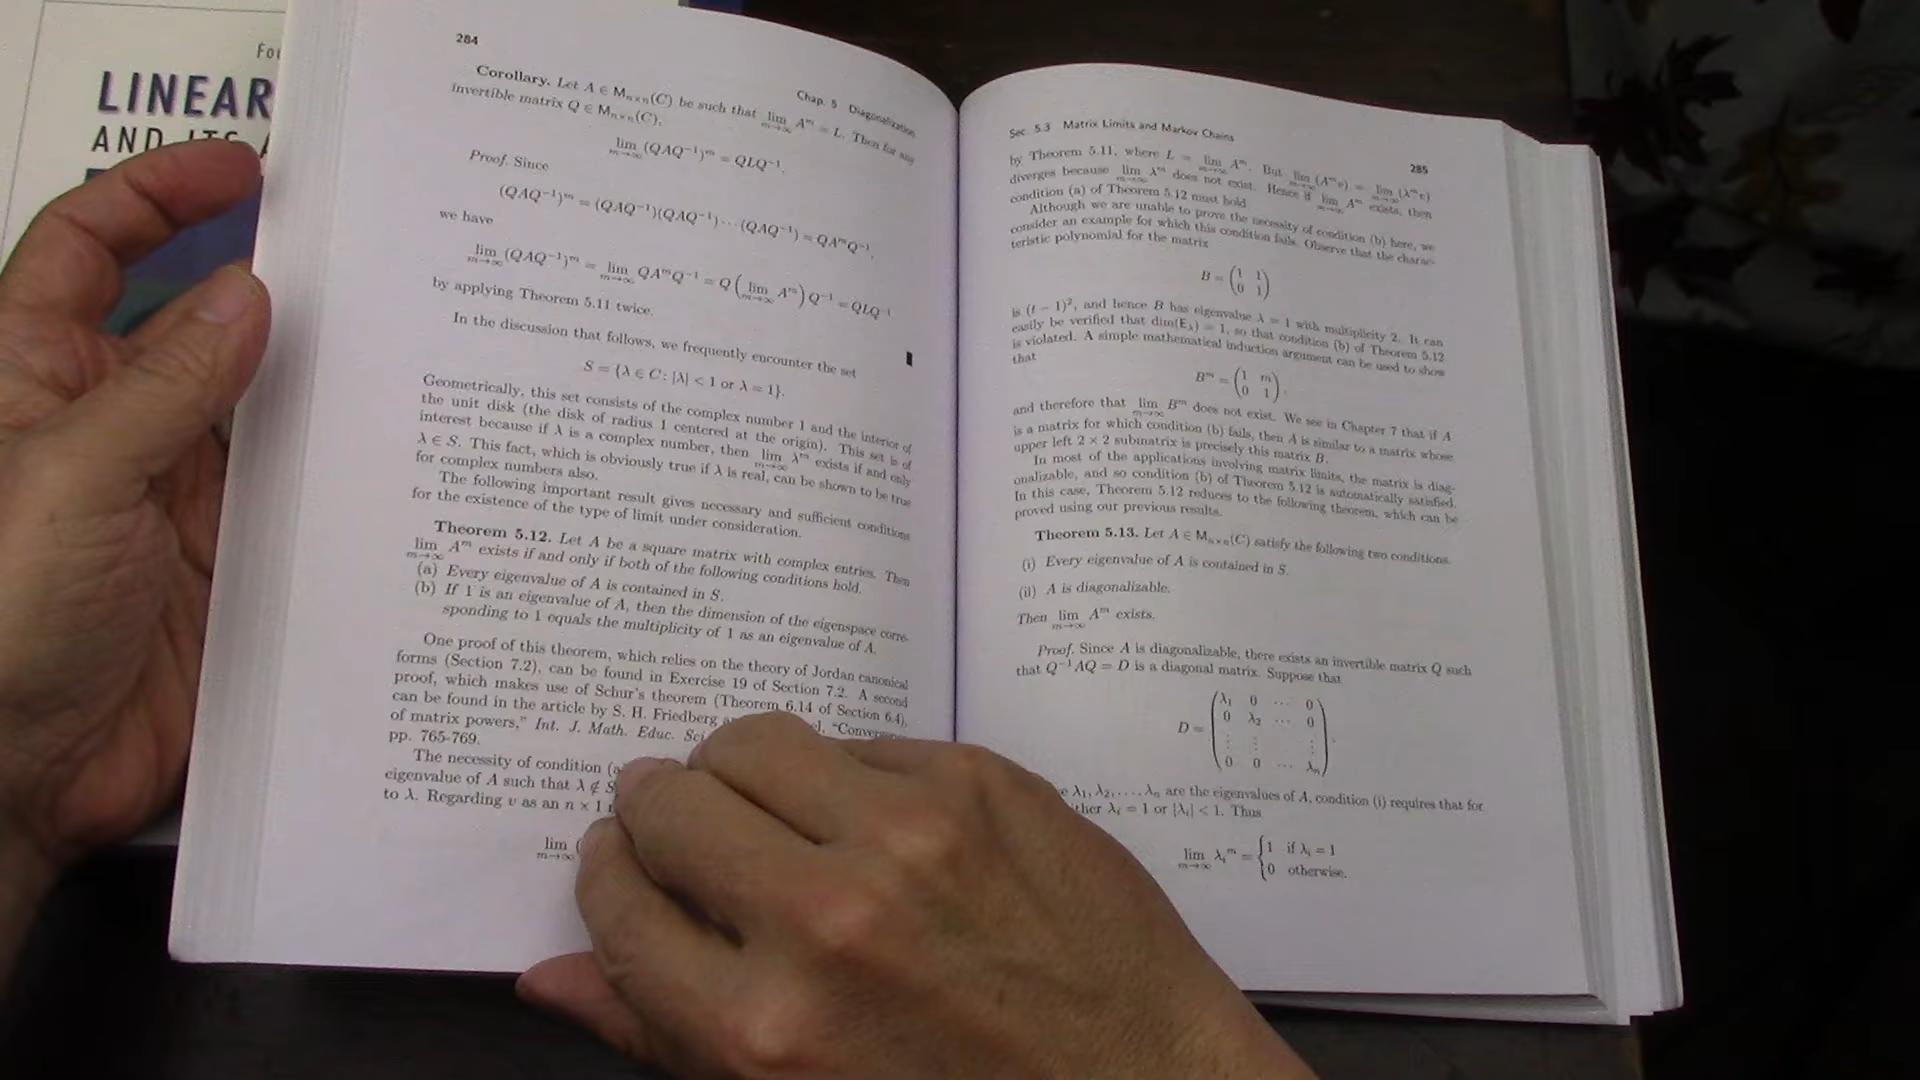 Fo
LINEAR
AND ITS A
284
Chap. 5 Diagonalization
Corollary. Let A ∈ Mₙₓₙ(C) be such that lim_{m→∞} Aᵐ = L. Then for any
invertible matrix Q ∈ Mₙₓₙ(C),
lim_{m→∞} (QAQ⁻¹)ᵐ = QLQ⁻¹.
Proof. Since
(QAQ⁻¹)ᵐ = (QAQ⁻¹)(QAQ⁻¹)⋯(QAQ⁻¹) = QAᵐQ⁻¹,
we have
lim_{m→∞} (QAQ⁻¹)ᵐ = lim_{m→∞} QAᵐQ⁻¹ = Q ( lim_{m→∞} Aᵐ ) Q⁻¹ = QLQ⁻¹
by applying Theorem 5.11 twice.
In the discussion that follows, we frequently encounter the set
S = {λ ∈ C: |λ| < 1 or λ = 1}.
Geometrically, this set consists of the complex number 1 and the interior of
the unit disk (the disk of radius 1 centered at the origin). This set is of
interest because if λ is a complex number, then lim_{m→∞} λᵐ exists if and only
λ ∈ S. This fact, which is obviously true if λ is real, can be shown to be true
for complex numbers also.
The following important result gives necessary and sufficient conditions
for the existence of the type of limit under consideration.
Theorem 5.12. Let A be a square matrix with complex entries. Then
lim_{m→∞} Aᵐ exists if and only if both of the following conditions hold.
(a) Every eigenvalue of A is contained in S.
(b) If 1 is an eigenvalue of A, then the dimension of the eigenspace corre-
sponding to 1 equals the multiplicity of 1 as an eigenvalue of A.
One proof of this theorem, which relies on the theory of Jordan canonical
forms (Section 7.2), can be found in Exercise 19 of Section 7.2. A second
proof, which makes use of Schur's theorem (Theorem 6.14 of Section 6.4),
can be found in the article by S. H. Friedberg "Convergence
of matrix powers," Int. J. Math. Educ. Sci
pp. 765-769.
The necessity of condition (a
eigenvalue of A such that λ ∉ S
to λ. Regarding v as an n × 1
lim_{m→∞} (
Sec. 5.3 Matrix Limits and Markov Chains
285
by Theorem 5.11, where L = lim_{m→∞} Aᵐ. But lim_{m→∞} (Aᵐv) = lim_{m→∞} (λᵐv)
diverges because lim_{m→∞} λᵐ does not exist. Hence if lim_{m→∞} Aᵐ exists, then
condition (a) of Theorem 5.12 must hold.
Although we are unable to prove the necessity of condition (b) here, we
consider an example for which this condition fails. Observe that the charac-
teristic polynomial for the matrix
B = (1 1
0 1)
is (t − 1)², and hence B has eigenvalue λ = 1 with multiplicity 2. It can
easily be verified that dim(E_λ) = 1, so that condition (b) of Theorem 5.12
is violated. A simple mathematical induction argument can be used to show
that
Bᵐ = (1 m
0 1).
and therefore that lim_{m→∞} Bᵐ does not exist. We see in Chapter 7 that if A
is a matrix for which condition (b) fails, then A is similar to a matrix whose
upper left 2 × 2 submatrix is precisely this matrix B.
In most of the applications involving matrix limits, the matrix is diag-
onalizable, and so condition (b) of Theorem 5.12 is automatically satisfied.
In this case, Theorem 5.12 reduces to the following theorem, which can be
proved using our previous results.
Theorem 5.13. Let A ∈ Mₙₓₙ(C) satisfy the following two conditions.
(i) Every eigenvalue of A is contained in S.
(ii) A is diagonalizable.
Then lim_{m→∞} Aᵐ exists.
Proof. Since A is diagonalizable, there exists an invertible matrix Q such
that Q⁻¹AQ = D is a diagonal matrix. Suppose that
D = (λ₁ 0 ⋯ 0
0 λ₂ ⋯ 0
⋮ ⋮ ⋮
0 0 ⋯ λₙ).
λ₁, λ₂, . . . , λₙ are the eigenvalues of A, condition (i) requires that for
ither λᵢ = 1 or |λᵢ| < 1. Thus
lim_{m→∞} λᵢᵐ = {1 if λᵢ = 1
0 otherwise.